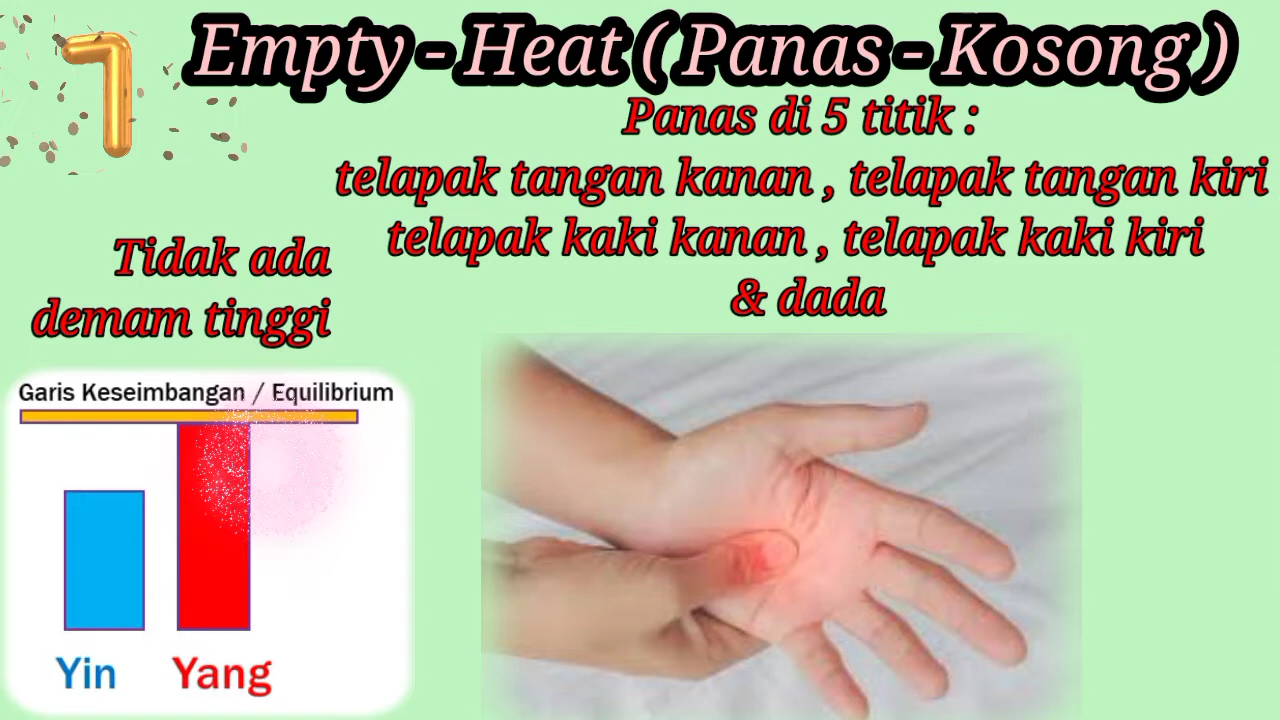 7
Empty - Heat ( Panas - Kosong )
Panas di 5 titik :
telapak tangan kanan , telapak tangan kiri
telapak kaki kanan , telapak kaki kiri
& dada
Tidak ada
demam tinggi
Garis Keseimbangan / Equilibrium
Yin Yang